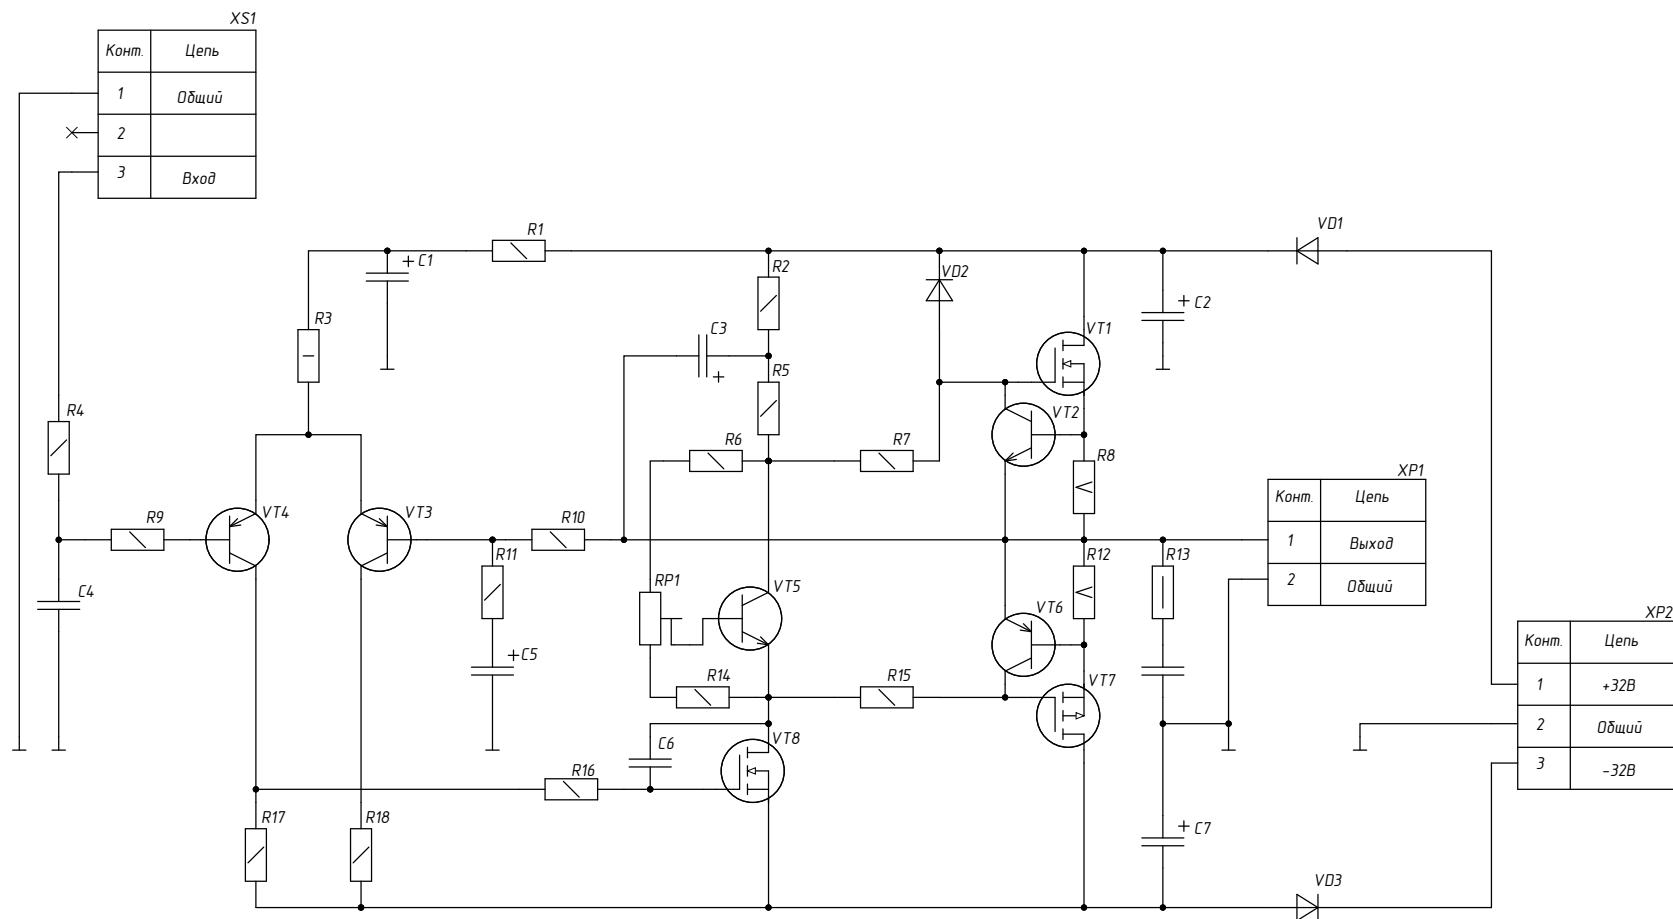 XS1
Конт. Цепь
1 Общий
2
3 Вход
R1
VD1
C1
R2
VD2
C2
R3
C3
VT1
R4
R5
VT2
R6
R7
R8
XP1
Конт. Цепь
1 Выход
2 Общий
R9
VT4
VT3
R10
R11
R12
R13
C4
RP1
VT5
VT6
C5
XP2
Конт. Цепь
1 +32В
2 Общий
3 -32В
R14
R15
VT7
C6
VT8
R16
R17
R18
C7
VD3